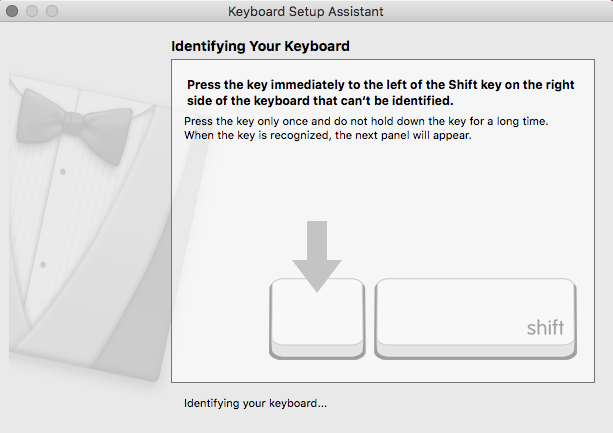 Keyboard Setup Assistant
Identifying Your Keyboard
Press the key immediately to the left of the Shift key on the right
side of the keyboard that can't be identified.
Press the key only once and do not hold down the key for a long time.
When the key is recognized, the next panel will appear.
shift
Identifying your keyboard...